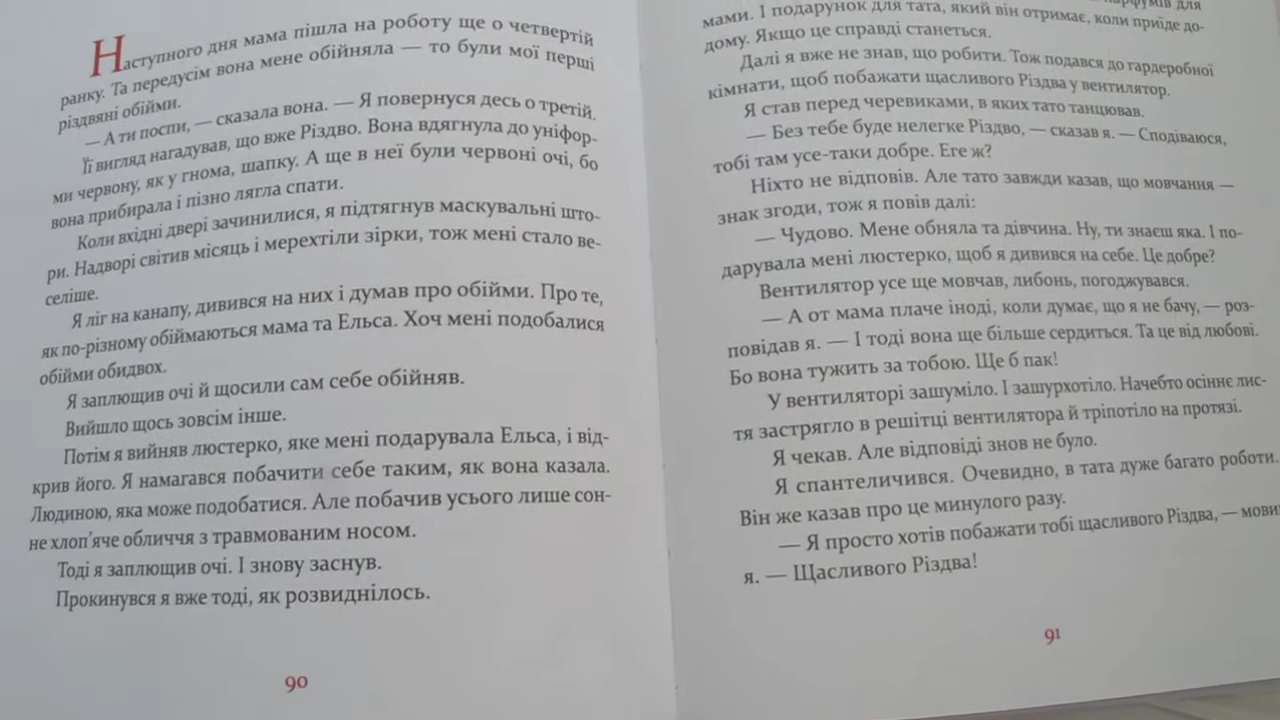 Наступного дня мама пішла на роботу ще о четвертій
ранку. Та передусім вона мене обійняла — то були мої перші
різдвяні обійми.
— А ти поспи, — сказала вона. — Я повернуся десь о третій.
Її вигляд нагадував, що вже Різдво. Вона вдягнула до уніфор-
ми червону, як у гнома, шапку. А ще в неї були червоні очі, бо
вона прибирала і пізно лягла спати.
Коли вхідні двері зачинилися, я підтягнув маскувальні што-
ри. Надворі світив місяць і мерехтіли зірки, тож мені стало ве-
селіше.
Я ліг на канапу, дивився на них і думав про обійми. Про те,
як по-різному обіймаються мама та Ельса. Хоч мені подобалися
обійми обидвох.
Я заплющив очі й щосили сам себе обійняв.
Вийшло щось зовсім інше.
Потім я вийняв люстерко, яке мені подарувала Ельса, і від-
крив його. Я намагався побачити себе таким, як вона казала.
Людиною, яка може подобатися. Але побачив усього лише сон-
не хлоп’яче обличчя з травмованим носом.
Тоді я заплющив очі. І знову заснув.
Прокинувся я вже тоді, як розвиднілось.
90
парфумів для
мами. І подарунок для тата, який він отримає, коли приїде до-
дому. Якщо це справді станеться.
Далі я вже не знав, що робити. Тож подався до гардеробної
кімнати, щоб побажати щасливого Різдва у вентилятор.
Я став перед черевиками, в яких тато танцював.
— Без тебе буде нелегке Різдво, — сказав я. — Сподіваюся,
тобі там усе-таки добре. Еге ж?
Ніхто не відповів. Але тато завжди казав, що мовчання —
знак згоди, тож я повів далі:
— Чудово. Мене обняла та дівчина. Ну, ти знаєш яка. І по-
дарувала мені люстерко, щоб я дивився на себе. Це добре?
Вентилятор усе ще мовчав, либонь, погоджувався.
— А от мама плаче іноді, коли думає, що я не бачу, — роз-
повідав я. — І тоді вона ще більше сердиться. Та це від любові.
Бо вона тужить за тобою. Ще б пак!
У вентиляторі зашуміло. І зашурхотіло. Начебто осіннє лис-
тя застрягло в решітці вентилятора й тріпотіло на протязі.
Я чекав. Але відповіді знов не було.
Я спантеличився. Очевидно, в тата дуже багато роботи.
Він же казав про це минулого разу.
— Я просто хотів побажати тобі щасливого Різдва, — мовив
я. — Щасливого Різдва!
91